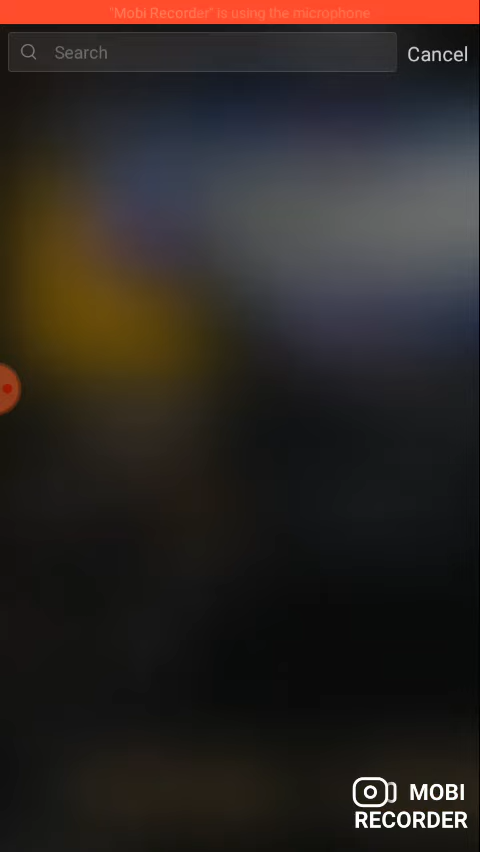 "Mobi Recorder" is using the microphone
Search
Cancel
MOBI
RECORDER